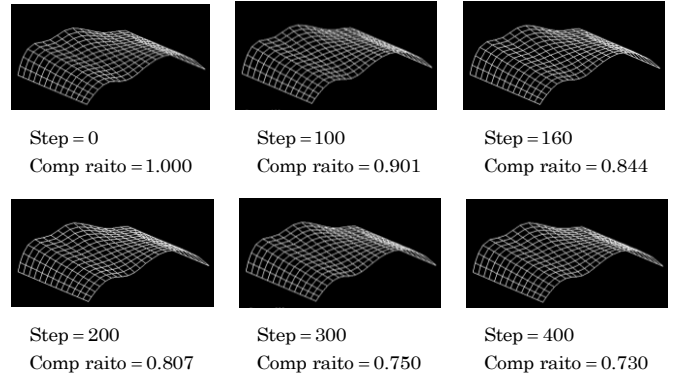 Step = 0
Comp raito = 1.000
Step = 100
Comp raito = 0.901
Step = 160
Comp raito = 0.844
Step = 200
Comp raito = 0.807
Step = 300
Comp raito = 0.750
Step = 400
Comp raito = 0.730